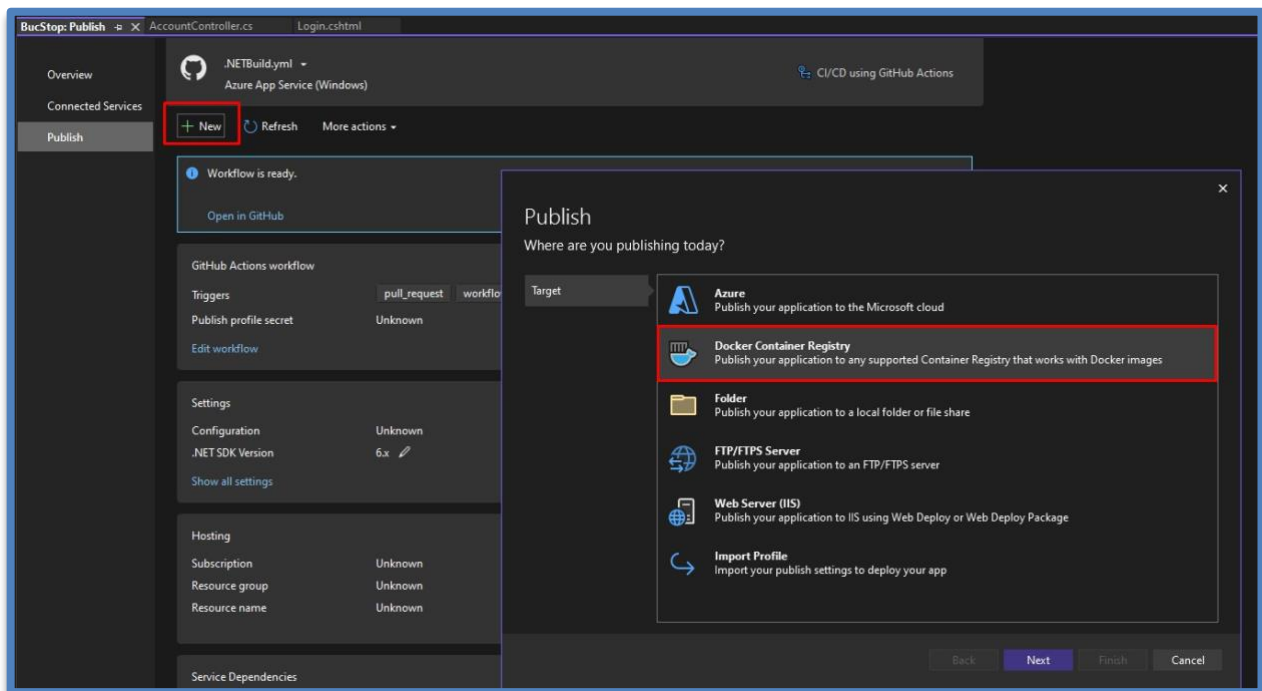 BucStop: Publish
AccountController.cs
Login.cshtml
Overview
Connected Services
Publish
.NETBuild.yml
Azure App Service (Windows)
CI/CD using GitHub Actions
New
Refresh
More actions
Workflow is ready.
Open in GitHub
GitHub Actions workflow
Triggers pull_request workflo
Publish profile secret Unknown
Edit workflow
Settings
Configuration Unknown
.NET SDK Version 6.x
Show all settings
Hosting
Subscription Unknown
Resource group Unknown
Resource name Unknown
Service Dependencies
Publish
Where are you publishing today?
Target
Azure
Publish your application to the Microsoft cloud
Docker Container Registry
Publish your application to any supported Container Registry that works with Docker images
Folder
Publish your application to a local folder or file share
FTP/FTPS Server
Publish your application to an FTP/FTPS server
Web Server (IIS)
Publish your application to IIS using Web Deploy or Web Deploy Package
Import Profile
Import your publish settings to deploy your app
Back Next Finish Cancel